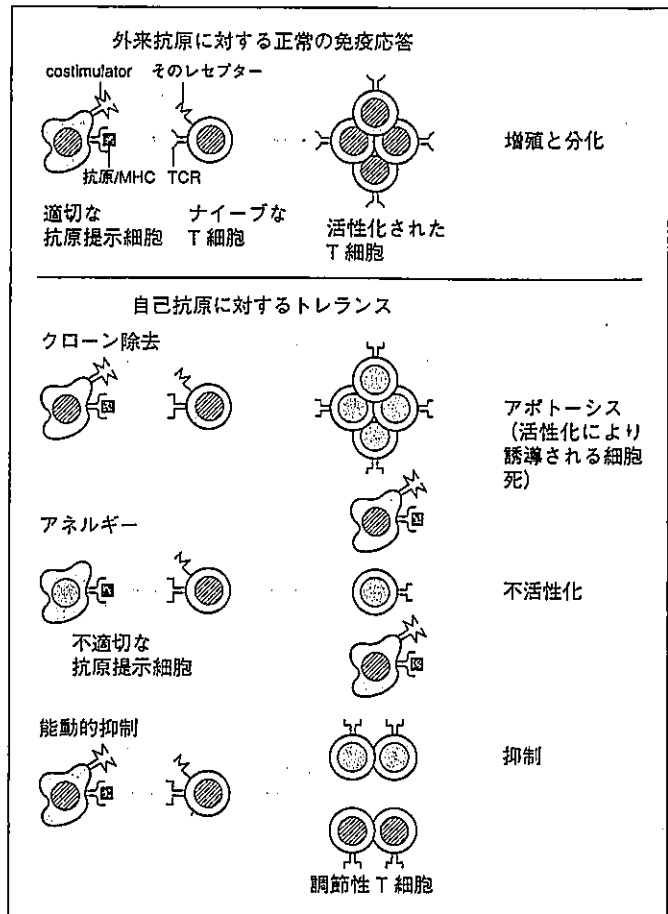 外来抗原に対する正常の免疫応答
costimulator そのレセプター
増殖と分化
抗原/MHC TCR
適切な
抗原提示細胞
ナイーブな
T 細胞
活性化された
T 細胞
自己抗原に対するトレランス
クローン除去
アポトーシス
(活性化により
誘導される細胞
死)
アネルギー
不活性化
不適切な
抗原提示細胞
能動的抑制
抑制
調節性 T 細胞